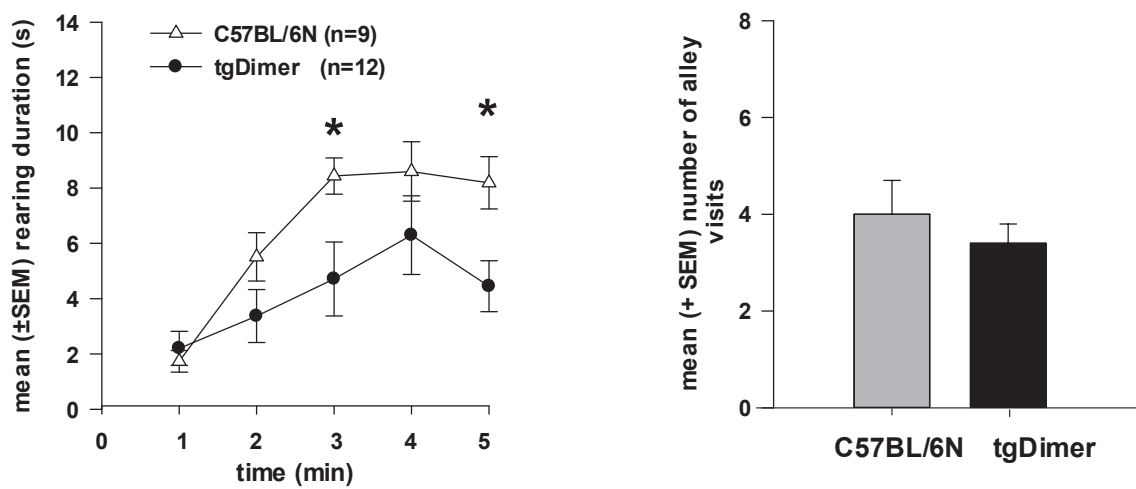 mean (±SEM) rearing duration (s)
14
12
10
8
6
4
2
0
C57BL/6N (n=9)
tgDimer (n=12)
*
*
0 1 2 3 4 5
time (min)
mean (+ SEM) number of alley
visits
8
6
4
2
0
C57BL/6N tgDimer